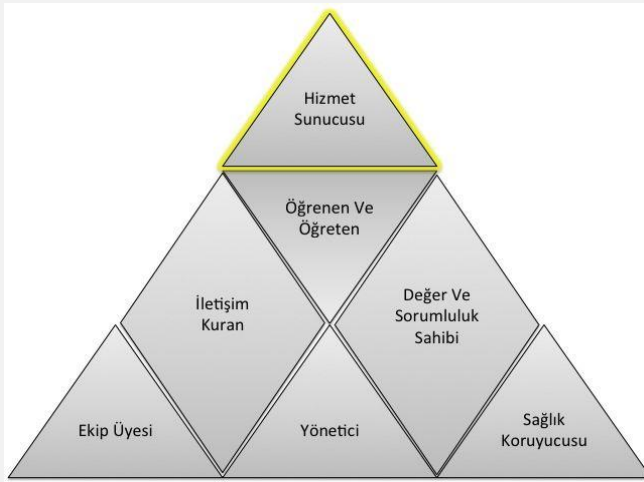 Hizmet
Sunucusu
Öğrenen Ve
Öğreten
İletişim
Kuran
Değer Ve
Sorumluluk
Sahibi
Ekip Üyesi
Yönetici
Sağlık
Koruyucusu